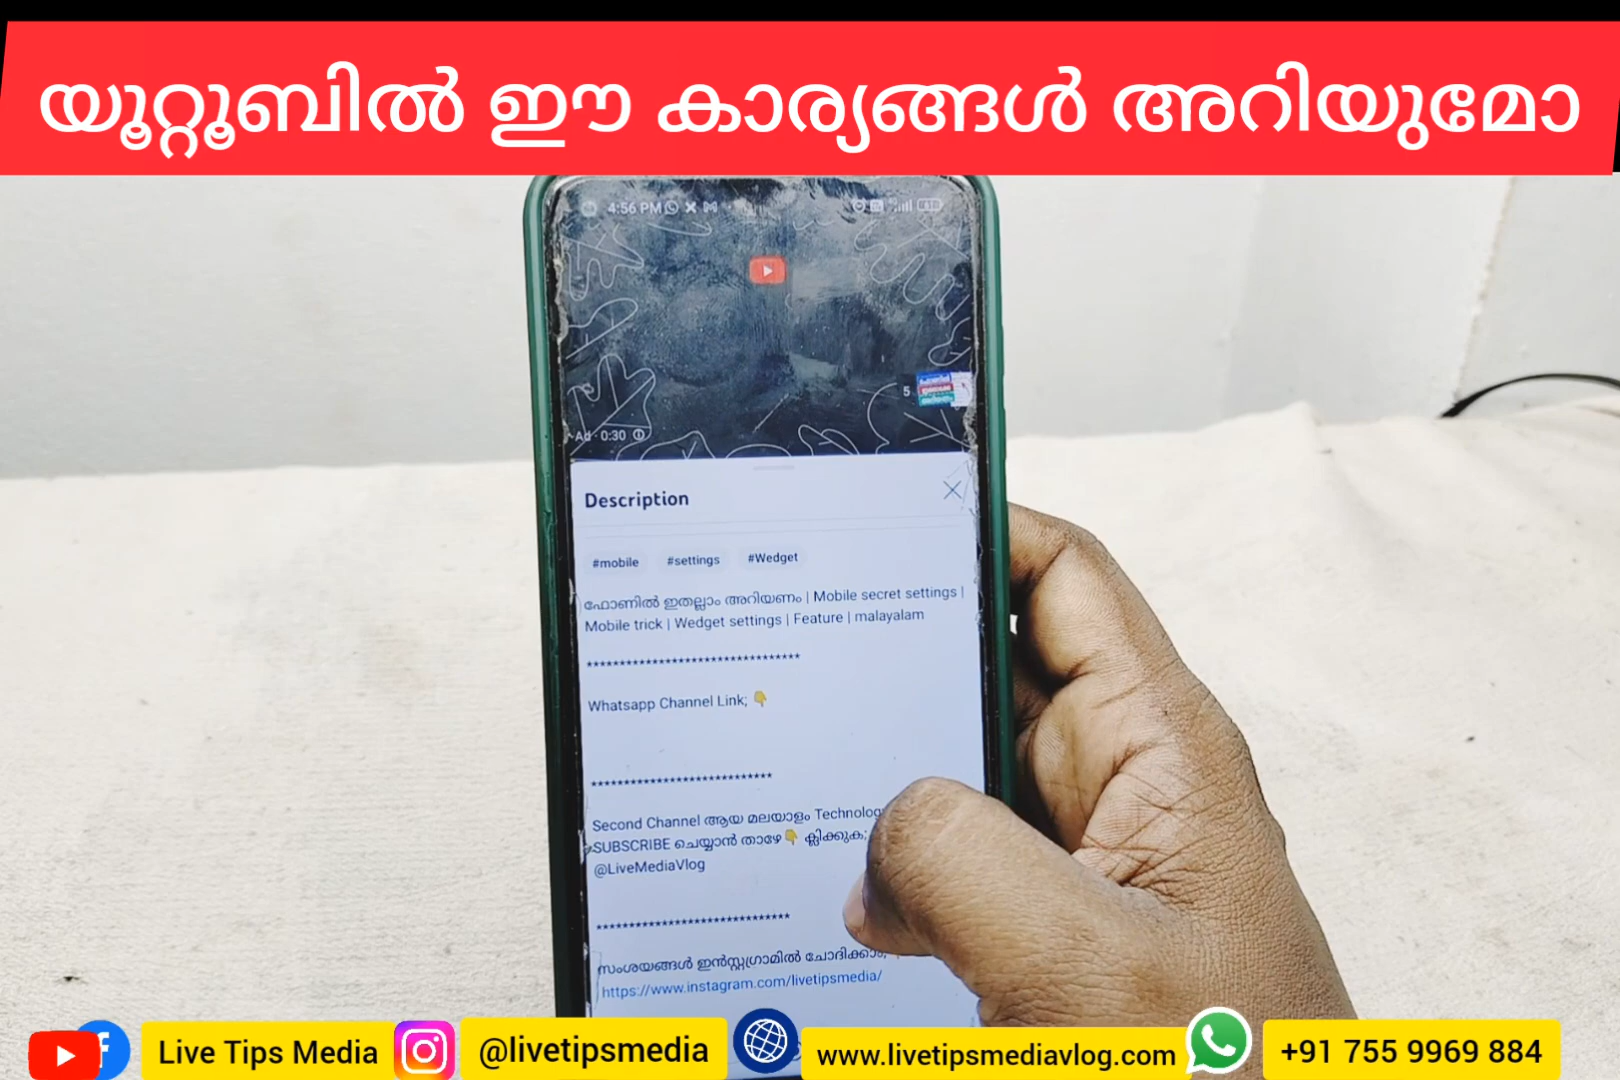 യൂറ്റൂബിൽ ഈ കാര്യങ്ങൾ അറിയുമോ
4:56 PM
5
Ad · 0:30
Description
#mobile #settings #Wedget
ഫോണിൽ ഇതല്ലാം അറിയണം | Mobile secret settings |
Mobile trick | Wedget settings | Feature | malayalam
*********************************
Whatsapp Channel Link; 👇
****************************
Second Channel ആയ മലയാളം
SUBSCRIBE ചെയ്യാൻ താഴേ👇 ക്ലിക്കുക;
@LiveMediaVlog
******************************
സംശയങ്ങൾ ഇൻസ്റ്റഗ്രാമിൽ ചോദിക്കാം;
https://www.instagram.com/livetipsmedia/
Live Tips Media @livetipsmedia www.livetipsmediavlog.com +91 755 9969 884